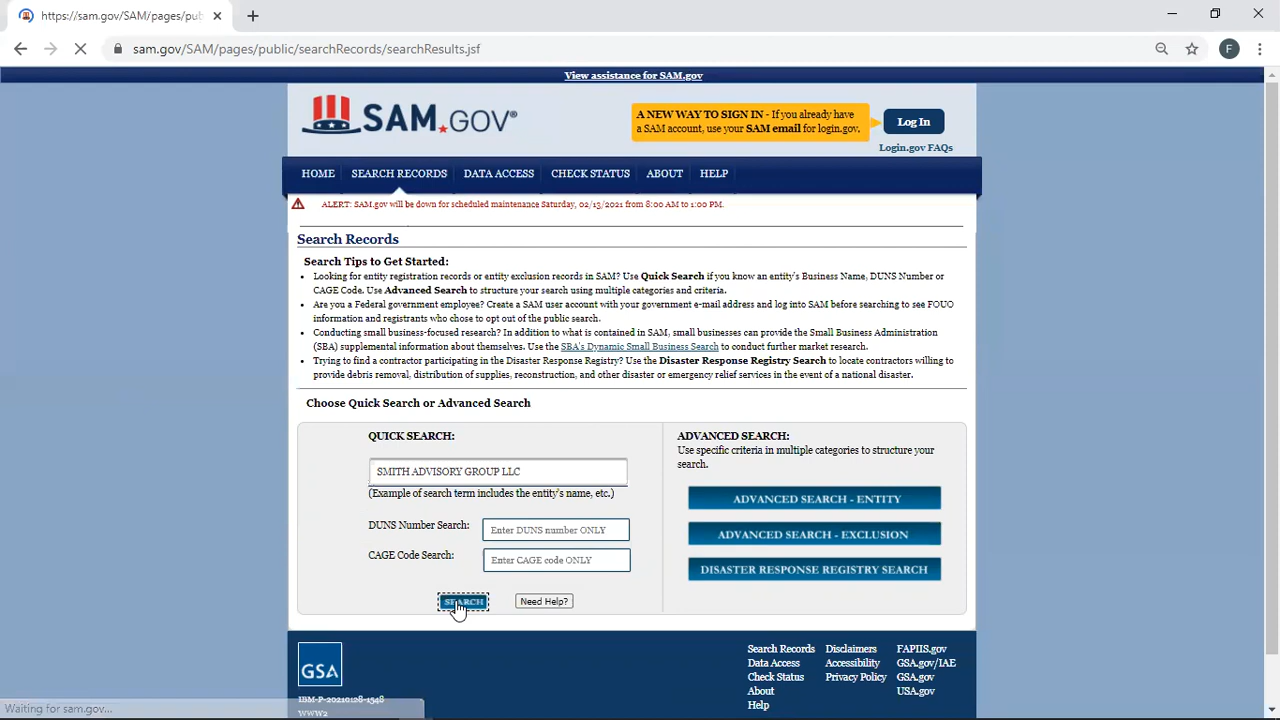 https://sam.gov/SAM/pages/pub
sam.gov/SAM/pages/public/searchRecords/searchResults.jsf
F
View assistance for SAM.gov
SAM.GOV®
A NEW WAY TO SIGN IN - If you already have
a SAM account, use your SAM email for login.gov.
Log In
Login.gov FAQs
HOME SEARCH RECORDS DATA ACCESS CHECK STATUS ABOUT HELP
ALERT: SAM.gov will be down for scheduled maintenance Saturday, 02/13/2021 from 8:00 AM to 1:00 PM.
Search Records
Search Tips to Get Started:
Looking for entity registration records or entity exclusion records in SAM? Use Quick Search if you know an entity's Business Name, DUNS Number or
CAGE Code. Use Advanced Search to structure your search using multiple categories and criteria.
Are you a Federal government employee? Create a SAM user account with your government e-mail address and log into SAM before searching to see FOUO
information and registrants who chose to opt out of the public search.
Conducting small business-focused research? In addition to what is contained in SAM, small businesses can provide the Small Business Administration
(SBA) supplemental information about themselves. Use the SBA's Dynamic Small Business Search to conduct further market research.
Trying to find a contractor participating in the Disaster Response Registry? Use the Disaster Response Registry Search to locate contractors willing to
provide debris removal, distribution of supplies, reconstruction, and other disaster or emergency relief services in the event of a national disaster.
Choose Quick Search or Advanced Search
QUICK SEARCH:
SMITH ADVISORY GROUP LLC
(Example of search term includes the entity's name, etc.)
DUNS Number Search: Enter DUNS number ONLY
CAGE Code Search: Enter CAGE code ONLY
SEARCH Need Help?
ADVANCED SEARCH:
Use specific criteria in multiple categories to structure your
search.
ADVANCED SEARCH - ENTITY
ADVANCED SEARCH - EXCLUSION
DISASTER RESPONSE REGISTRY SEARCH
GSA
IBM-P-20210128-1548
WWW2
Search Records Disclaimers FAPIIS.gov
Data Access Accessibility GSA.gov/IAE
Check Status Privacy Policy GSA.gov
About USA.gov
Help
Waiting for sam.gov...